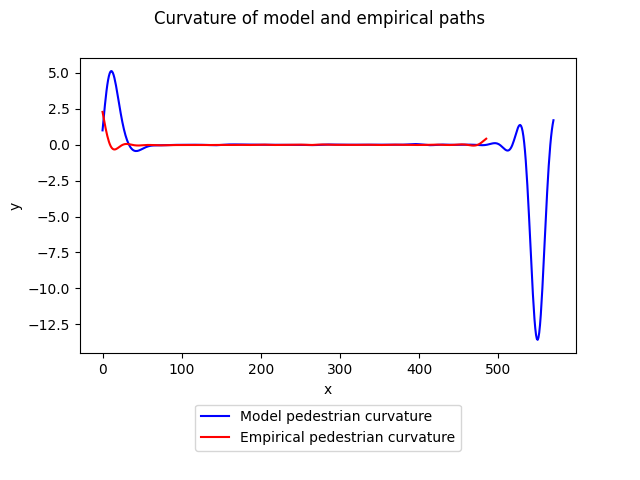 Curvature of model and empirical paths
5.0
2.5
0.0
−2.5
−5.0
−7.5
−10.0
−12.5
y
0 100 200 300 400 500
x
Model pedestrian curvature
Empirical pedestrian curvature